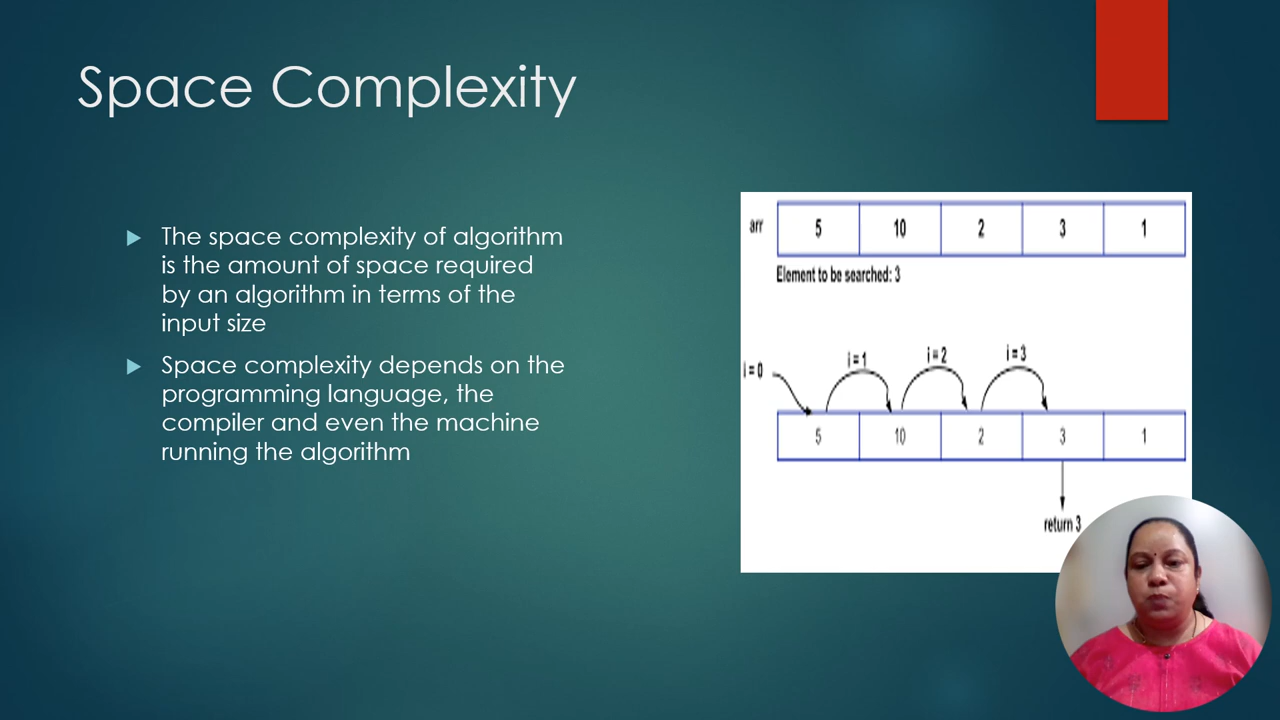 Space Complexity
The space complexity of algorithm
is the amount of space required
by an algorithm in terms of the
input size
Space complexity depends on the
programming language, the
compiler and even the machine
running the algorithm
arr 5 10 2 3 1
Element to be searched: 3
i = 0 i = 1 i = 2 i = 3
5 10 2 3 1
return 3